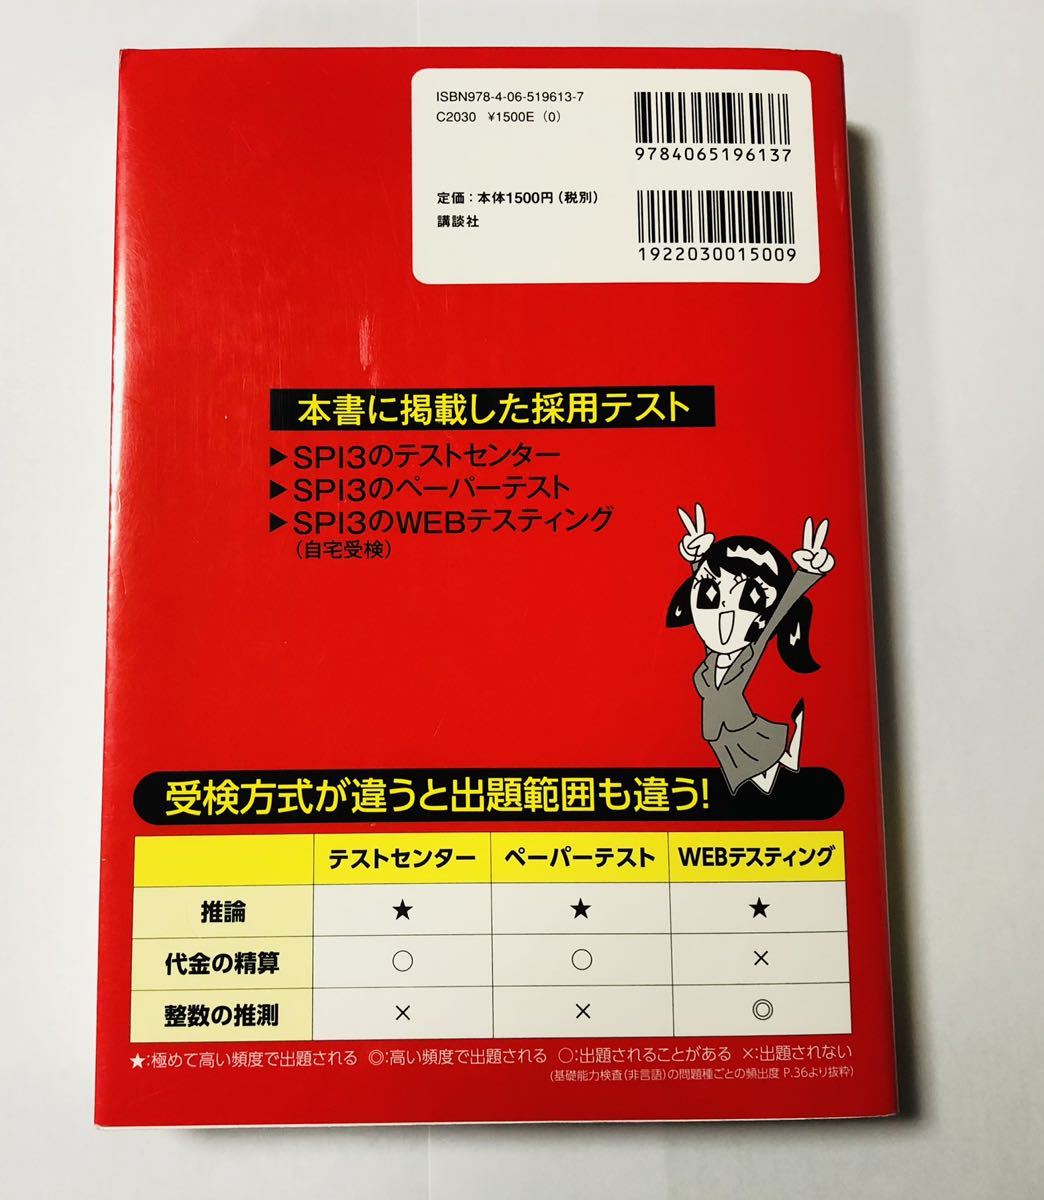 ISBN978-4-06-519613-7
C2030 ¥1500E (0)
9784065196137
定価：本体1500円（税別）
講談社
1922030015009
本書に掲載した採用テスト
▶SPI3のテストセンター
▶SPI3のペーパーテスト
▶SPI3のWEBテスティング
（自宅受検）
受検方式が違うと出題範囲も違う！
テストセンター ペーパーテスト WEBテスティング
推論 ★ ★ ★
代金の精算 ○ ○ ×
整数の推測 × × ◎
★：極めて高い頻度で出題される ◎：高い頻度で出題される ○：出題されることがある ×：出題されない
（基礎能力検査（非言語）の問題種ごとの頻出度 P.36より抜粋）